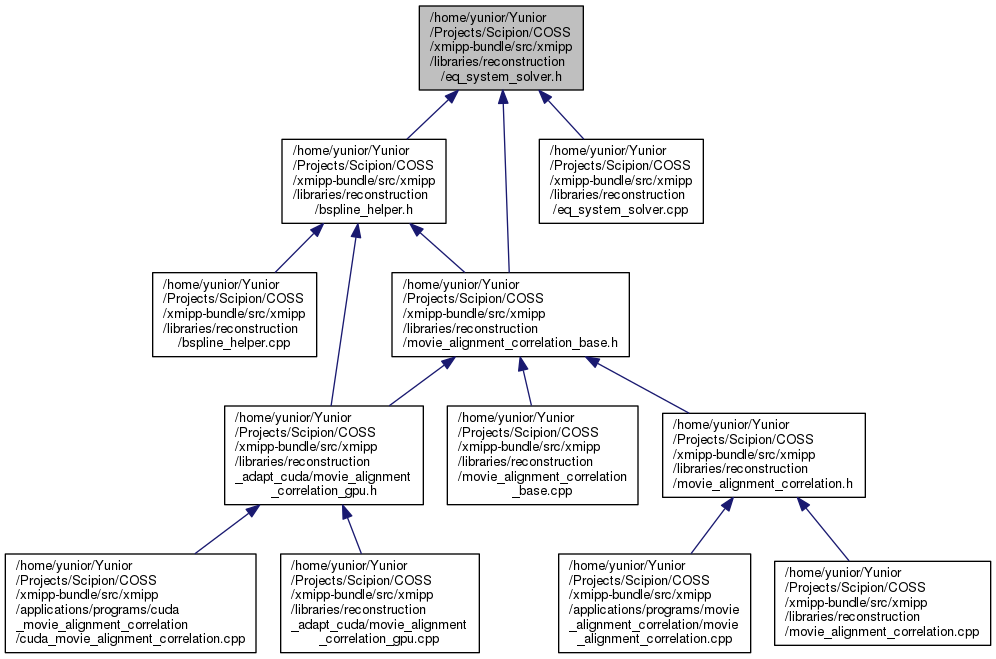 /home/yunior/Yunior
/Projects/Scipion/COSS
/xmipp-bundle/src/xmipp
/libraries/reconstruction
/eq_system_solver.h
/home/yunior/Yunior
/Projects/Scipion/COSS
/xmipp-bundle/src/xmipp
/libraries/reconstruction
/bspline_helper.h
/home/yunior/Yunior
/Projects/Scipion/COSS
/xmipp-bundle/src/xmipp
/libraries/reconstruction
/eq_system_solver.cpp
/home/yunior/Yunior
/Projects/Scipion/COSS
/xmipp-bundle/src/xmipp
/libraries/reconstruction
/bspline_helper.cpp
/home/yunior/Yunior
/Projects/Scipion/COSS
/xmipp-bundle/src/xmipp
/libraries/reconstruction
/movie_alignment_correlation_base.h
/home/yunior/Yunior
/Projects/Scipion/COSS
/xmipp-bundle/src/xmipp
/libraries/reconstruction
_adapt_cuda/movie_alignment
_correlation_gpu.h
/home/yunior/Yunior
/Projects/Scipion/COSS
/xmipp-bundle/src/xmipp
/libraries/reconstruction
/movie_alignment_correlation
_base.cpp
/home/yunior/Yunior
/Projects/Scipion/COSS
/xmipp-bundle/src/xmipp
/libraries/reconstruction
/movie_alignment_correlation.h
/home/yunior/Yunior
/Projects/Scipion/COSS
/xmipp-bundle/src/xmipp
/applications/programs/cuda
_movie_alignment_correlation
/cuda_movie_alignment_correlation.cpp
/home/yunior/Yunior
/Projects/Scipion/COSS
/xmipp-bundle/src/xmipp
/libraries/reconstruction
_adapt_cuda/movie_alignment
_correlation_gpu.cpp
/home/yunior/Yunior
/Projects/Scipion/COSS
/xmipp-bundle/src/xmipp
/applications/programs/movie
_alignment_correlation/movie
_alignment_correlation.cpp
/home/yunior/Yunior
/Projects/Scipion/COSS
/xmipp-bundle/src/xmipp
/libraries/reconstruction
/movie_alignment_correlation.cpp